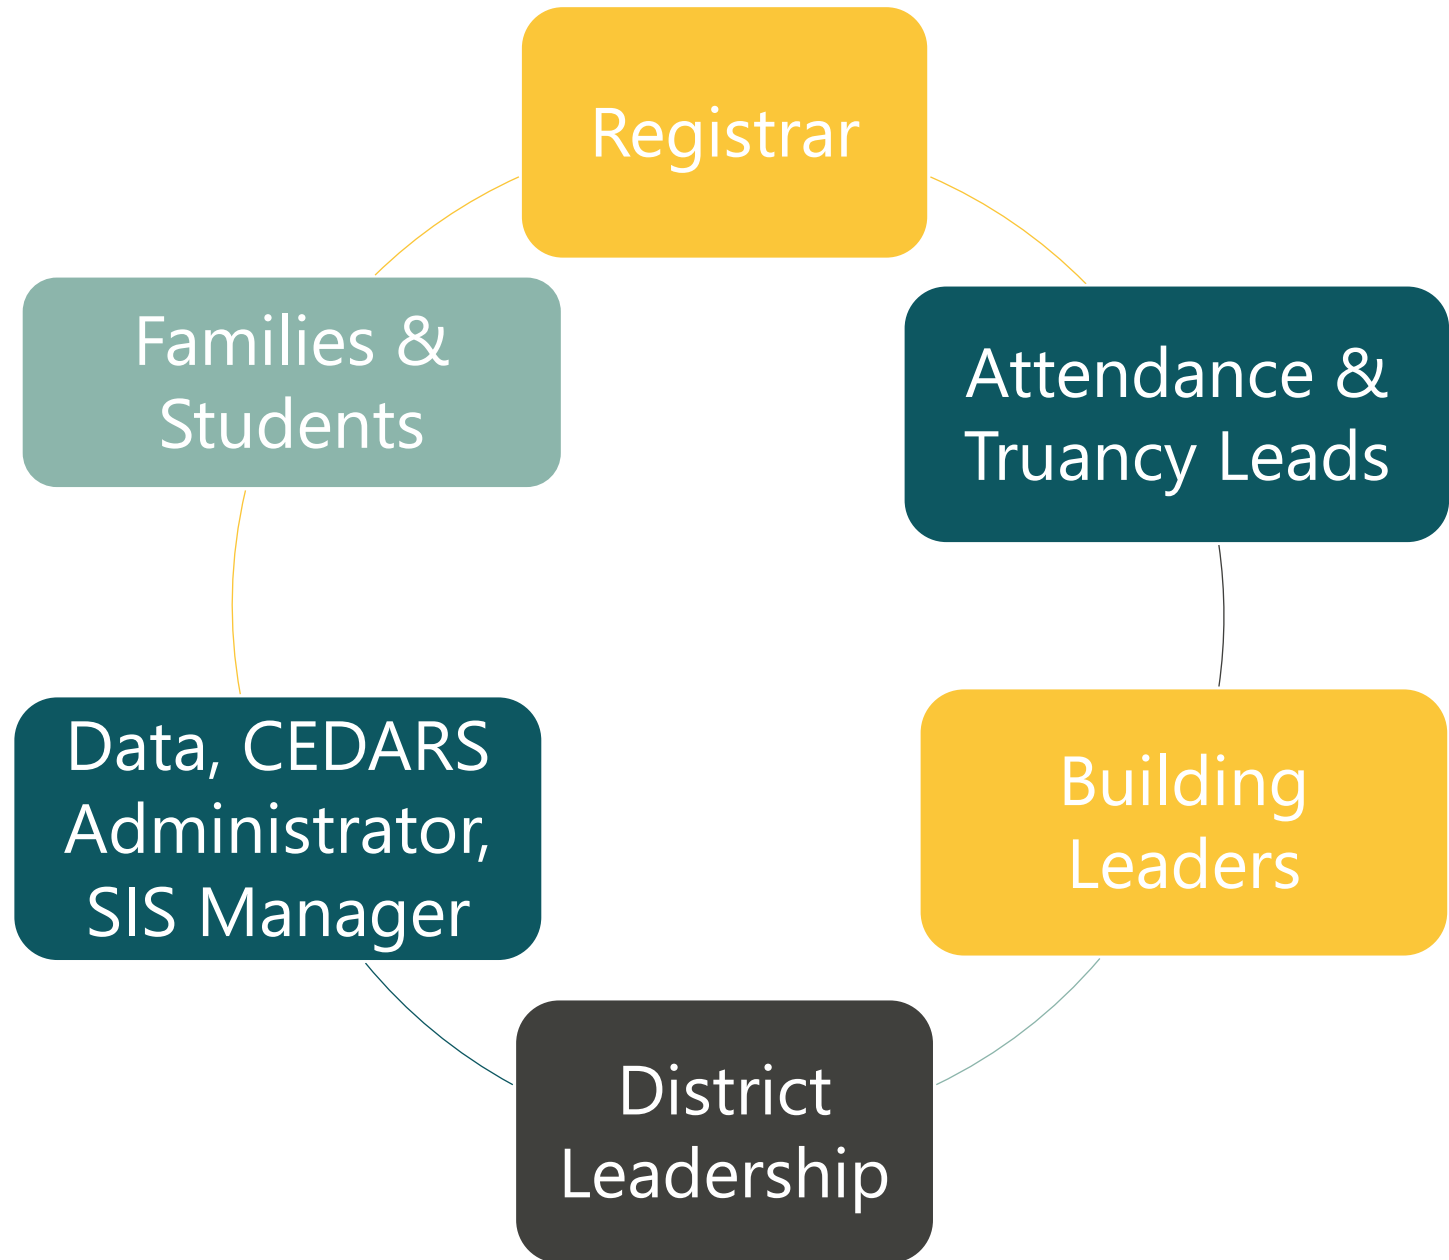 Registrar
Families &
Students
Attendance &
Truancy Leads
Data, CEDARS
Administrator,
SIS Manager
Building
Leaders
District
Leadership